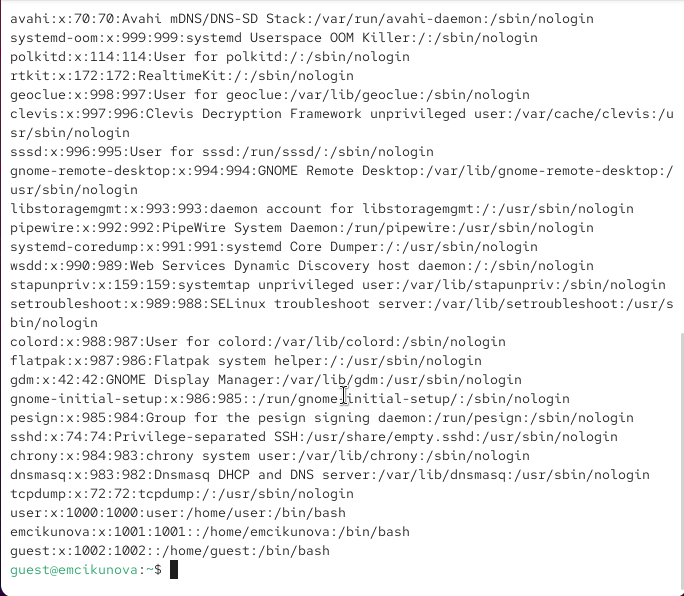 avahi:x:70:70:Avahi mDNS/DNS-SD Stack:/var/run/avahi-daemon:/sbin/nologin
systemd-oom:x:999:999:systemd Userspace OOM Killer:/:/sbin/nologin
polkitd:x:114:114:User for polkitd:/:/sbin/nologin
rtkit:x:172:172:RealtimeKit:/:/sbin/nologin
geoclue:x:998:997:User for geoclue:/var/lib/geoclue:/sbin/nologin
clevis:x:997:996:Clevis Decryption Framework unprivileged user:/var/cache/clevis:/u
sr/sbin/nologin
sssd:x:996:995:User for sssd:/run/sssd/:/sbin/nologin
gnome-remote-desktop:x:994:994:GNOME Remote Desktop:/var/lib/gnome-remote-desktop:/
usr/sbin/nologin
libstoragemgmt:x:993:993:daemon account for libstoragemgmt:/:/usr/sbin/nologin
pipewire:x:992:992:PipeWire System Daemon:/run/pipewire:/usr/sbin/nologin
systemd-coredump:x:991:991:systemd Core Dumper:/:/usr/sbin/nologin
wsdd:x:990:989:Web Services Dynamic Discovery host daemon:/:/sbin/nologin
stapunpriv:x:159:159:systemtap unprivileged user:/var/lib/stapunpriv:/sbin/nologin
setroubleshoot:x:989:988:SELinux troubleshoot server:/var/lib/setroubleshoot:/usr/s
bin/nologin
colord:x:988:987:User for colord:/var/lib/colord:/sbin/nologin
flatpak:x:987:986:Flatpak system helper:/:/usr/sbin/nologin
gdm:x:42:42:GNOME Display Manager:/var/lib/gdm:/usr/sbin/nologin
gnome-initial-setup:x:986:985::/run/gnome-initial-setup/:/sbin/nologin
pesign:x:985:984:Group for the pesign signing daemon:/run/pesign:/sbin/nologin
sshd:x:74:74:Privilege-separated SSH:/usr/share/empty.sshd:/usr/sbin/nologin
chrony:x:984:983:chrony system user:/var/lib/chrony:/sbin/nologin
dnsmasq:x:983:982:Dnsmasq DHCP and DNS server:/var/lib/dnsmasq:/usr/sbin/nologin
tcpdump:x:72:72:tcpdump:/:/usr/sbin/nologin
user:x:1000:1000:user:/home/user:/bin/bash
emcikunova:x:1001:1001::/home/emcikunova:/bin/bash
guest:x:1002:1002::/home/guest:/bin/bash
guest@emcikunova:~$